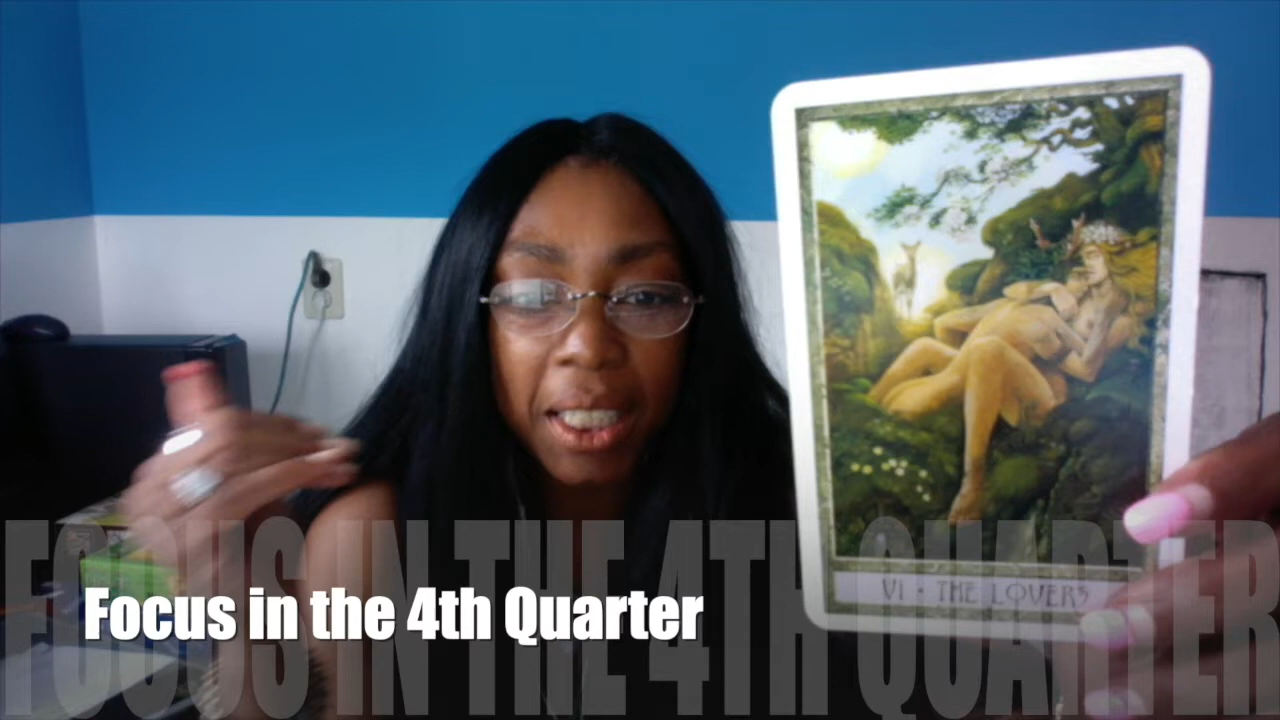 VI · THE LOVERS
FOCUS IN THE 4TH QUARTER
Focus in the 4th Quarter